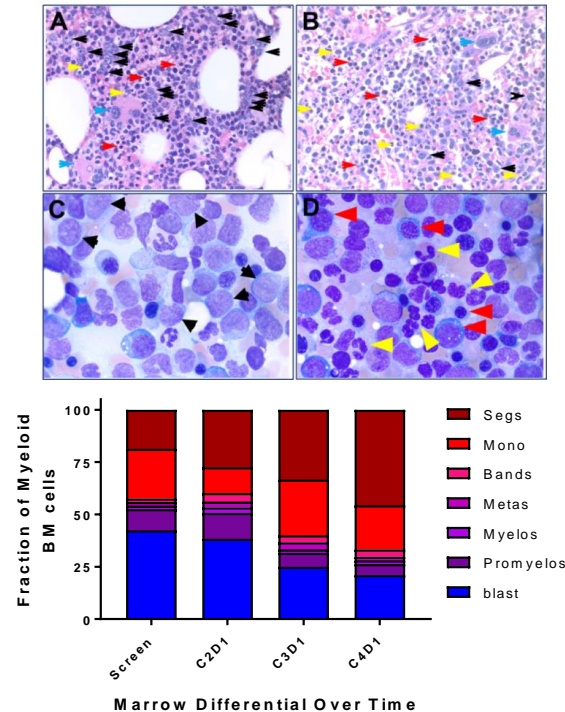 A
B
C
D
Fraction of Myeloid
BM cells
100
75
50
25
0
Screen
C2D1
C3D1
C4D1
Segs
Mono
Bands
Metas
Myelos
Promyelos
blast
Marrow Differential Over Time